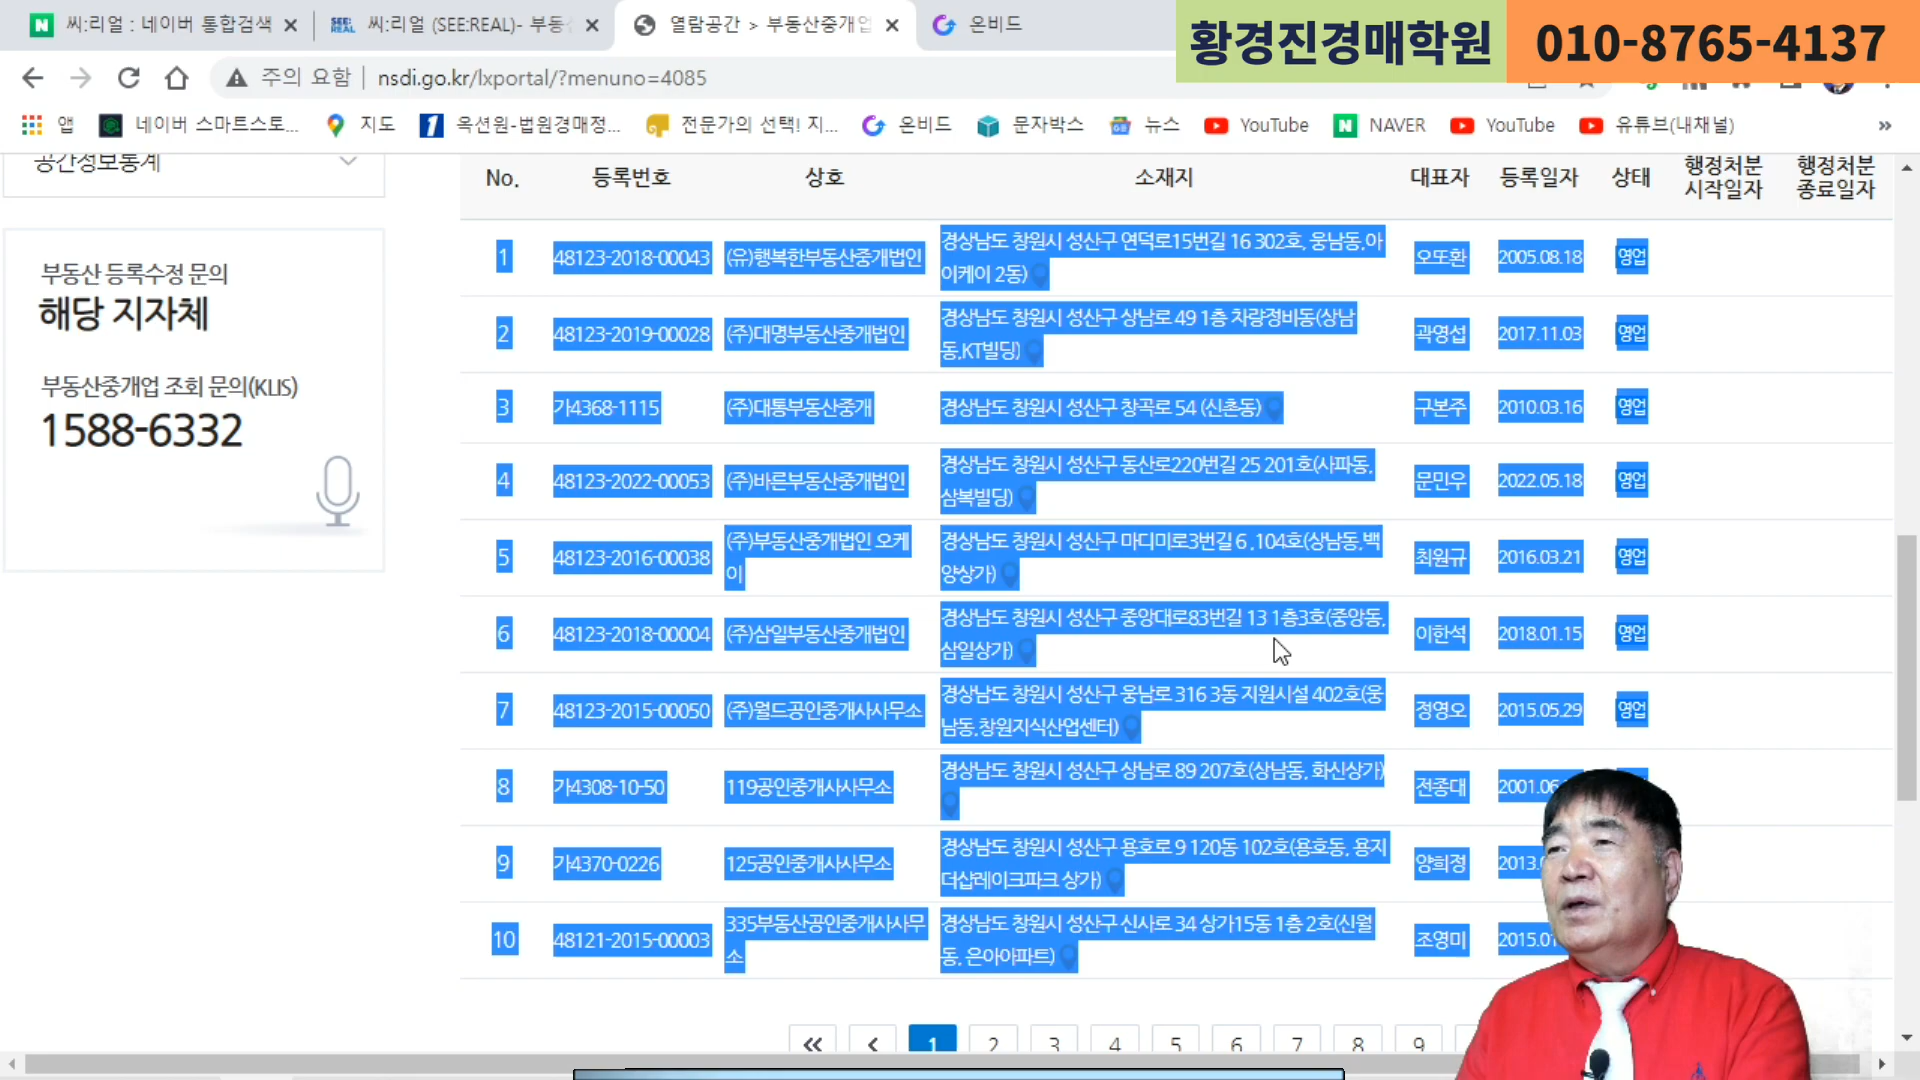 씨:리얼 : 네이버 통합검색
SEE: REAL 씨:리얼 (SEE:REAL)- 부동
열람공간 > 부동산중개업
온비드
황경진경매학원
010-8765-4137
주의 요함
nsdi.go.kr/lxportal/?menuno=4085
앱
네이버 스마트스토...
지도
옥션원-법원경매정...
전문가의 선택! 지...
온비드
문자박스
뉴스
YouTube
NAVER
YouTube
유튜브(내채널)
공간정보통계
부동산 등록수정 문의
해당 지자체
부동산중개업 조회 문의(KLIS)
1588-6332
No. 등록번호 상호 소재지 대표자 등록일자 상태 행정처분 행정처분
시작일자 종료일자
1 48123-2018-00043 (유)행복한부동산중개법인 경상남도 창원시 성산구 연덕로15번길 16 302호, 웅남동,아 오또환 2005.08.18 영업
이케이 2동)
2 48123-2019-00028 (주)대명부동산중개법인 경상남도 창원시 성산구 상남로 49 1층 차량정비동(상남 곽영섭 2017.11.03 영업
동,KT빌딩)
3 가4368-1115 (주)대통부동산중개 경상남도 창원시 성산구 창곡로 54 (신촌동) 구본주 2010.03.16 영업
4 48123-2022-00053 (주)바른부동산중개법인 경상남도 창원시 성산구 동산로220번길 25 201호(사파동, 문민우 2022.05.18 영업
삼복빌딩)
5 48123-2016-00038 (주)부동산중개법인 오케 경상남도 창원시 성산구 마디미로3번길 6 ,104호(상남동,백 최원규 2016.03.21 영업
이 양상가)
6 48123-2018-00004 (주)삼일부동산중개법인 경상남도 창원시 성산구 중앙대로83번길 13 1층3호(중앙동, 이한석 2018.01.15 영업
삼일상가)
7 48123-2015-00050 (주)월드공인중개사사무소 경상남도 창원시 성산구 웅남로 316 3동 지원시설 402호(웅 정영오 2015.05.29 영업
남동,창원지식산업센터)
8 가4308-10-50 119공인중개사사무소 경상남도 창원시 성산구 상남로 89 207호(상남동, 화신상가) 전종대 2001.06
9 가4370-0226 125공인중개사사무소 경상남도 창원시 성산구 용호로 9 120동 102호(용호동, 용지 양희정 2013.
더샵레이크파크 상가)
10 48121-2015-00003 335부동산공인중개사사무 경상남도 창원시 성산구 신사로 34 상가15동 1층 2호(신월 조영미 2015.01
소 동, 은아아파트)
« ‹ 1 2 3 4 5 6 7 8 9